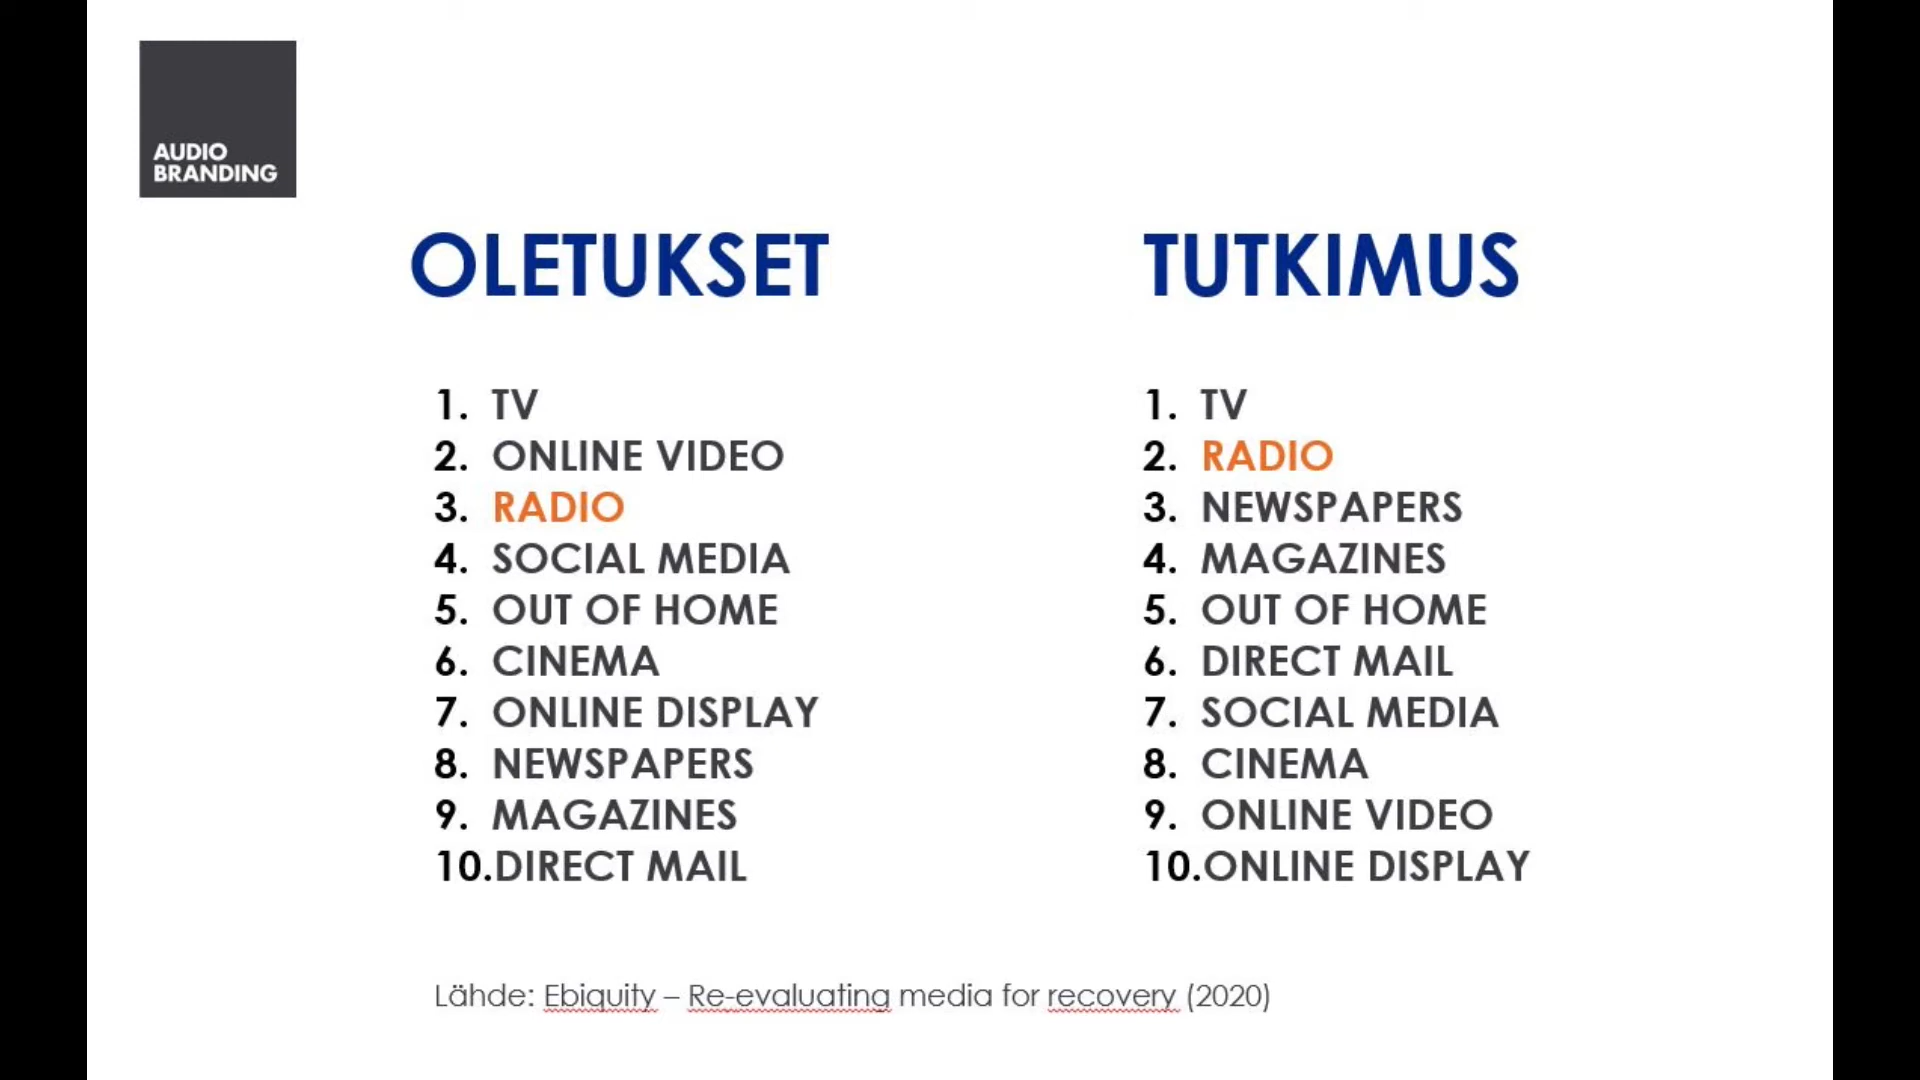 AUDIO
BRANDING
OLETUKSET
1. TV
2. ONLINE VIDEO
3. RADIO
4. SOCIAL MEDIA
5. OUT OF HOME
6. CINEMA
7. ONLINE DISPLAY
8. NEWSPAPERS
9. MAGAZINES
10.DIRECT MAIL
TUTKIMUS
1. TV
2. RADIO
3. NEWSPAPERS
4. MAGAZINES
5. OUT OF HOME
6. DIRECT MAIL
7. SOCIAL MEDIA
8. CINEMA
9. ONLINE VIDEO
10.ONLINE DISPLAY
Lähde: Ebiquity – Re-evaluating media for recovery (2020)